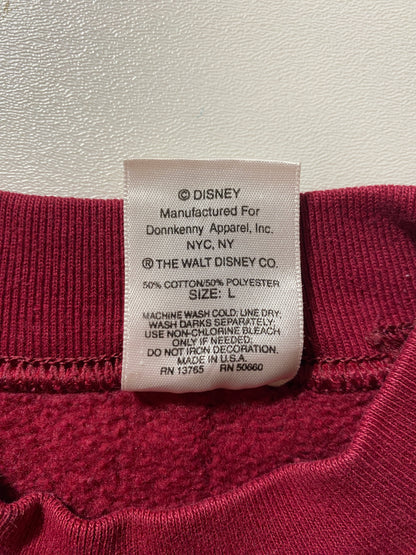 © DISNEY
Manufactured For
Donnkenny Apparel, Inc.
NYC, NY
® THE WALT DISNEY CO.
50% COTTON/50% POLYESTER
SIZE: L
MACHINE WASH COLD; LINE DRY;
WASH DARKS SEPARATELY;
USE NON-CHLORINE BLEACH
ONLY IF NEEDED;
DO NOT IRON DECORATION.
MADE IN U.S.A.
RN 13765 RN 50660